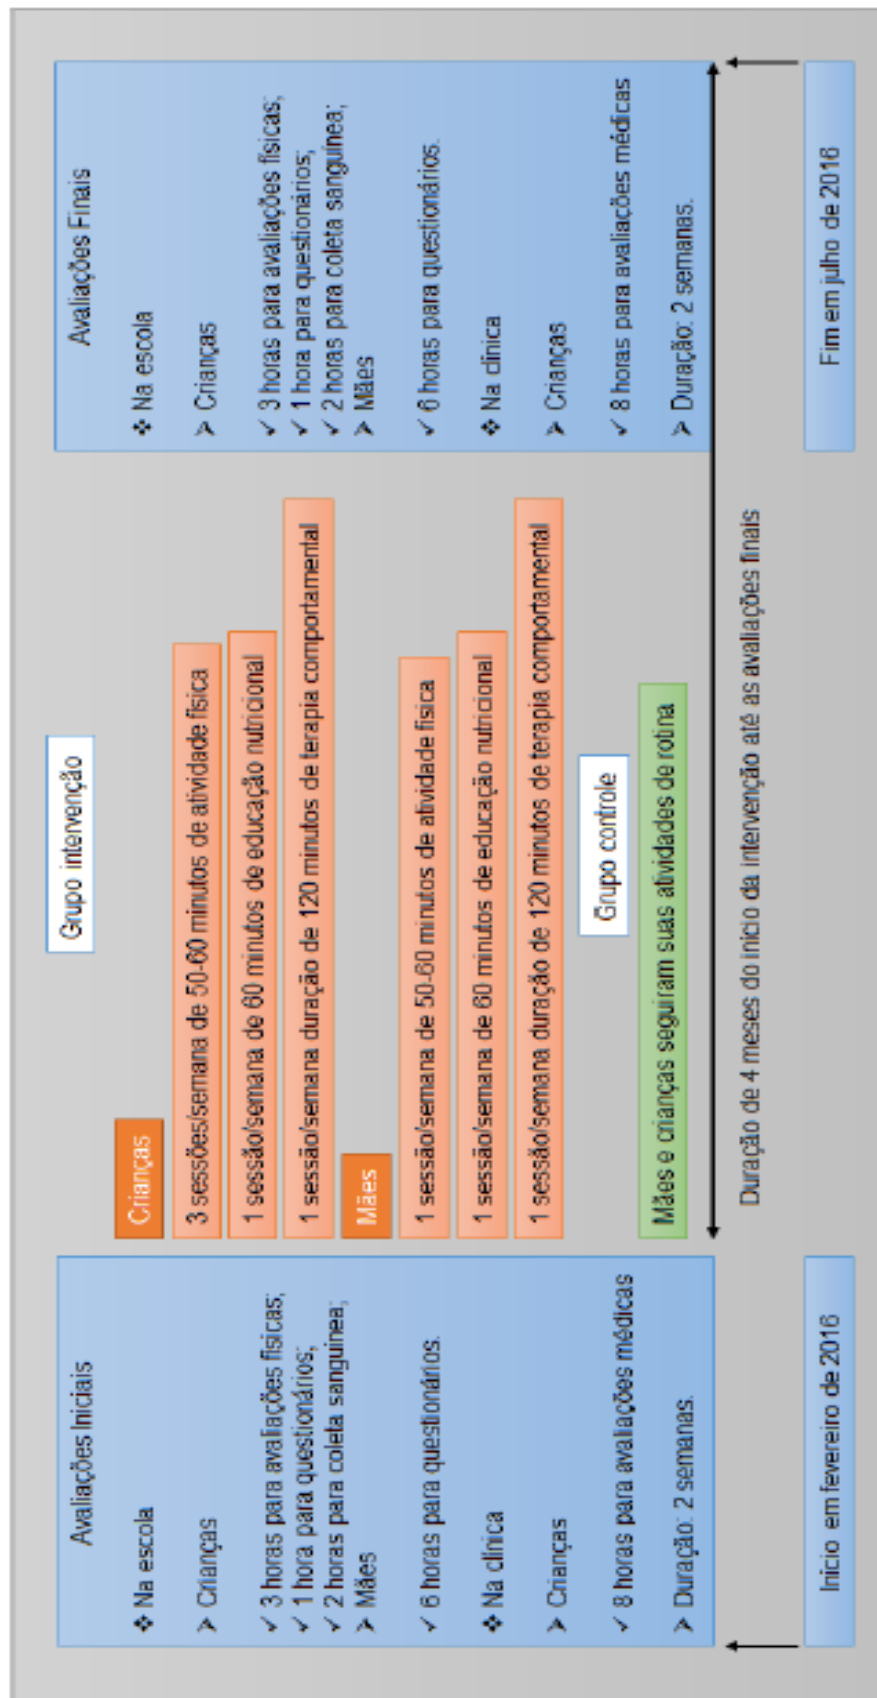 Avaliações Iniciais
❖ Na escola
➢ Crianças
✓ 3 horas para avaliações físicas;
✓ 1 hora para questionários;
✓ 2 horas para coleta sanguínea;
➢ Mães
✓ 6 horas para questionários.
❖ Na clínica
➢ Crianças
✓ 8 horas para avaliações médicas
➢ Duração: 2 semanas.
Início em fevereiro de 2016
Grupo intervenção
Crianças
3 sessões/semana de 50-60 minutos de atividade física
1 sessão/semana de 60 minutos de educação nutricional
1 sessão/semana duração de 120 minutos de terapia comportamental
Mães
1 sessão/semana de 50-60 minutos de atividade física
1 sessão/semana de 60 minutos de educação nutricional
1 sessão/semana duração de 120 minutos de terapia comportamental
Grupo controle
Mães e crianças seguiram suas atividades de rotina
Duração de 4 meses do início da intervenção até as avaliações finais
Avaliações Finais
❖ Na escola
➢ Crianças
✓ 3 horas para avaliações físicas;
✓ 1 hora para questionários;
✓ 2 horas para coleta sanguínea;
➢ Mães
✓ 6 horas para questionários.
❖ Na clínica
➢ Crianças
✓ 8 horas para avaliações médicas
➢ Duração: 2 semanas.
Fim em julho de 2016